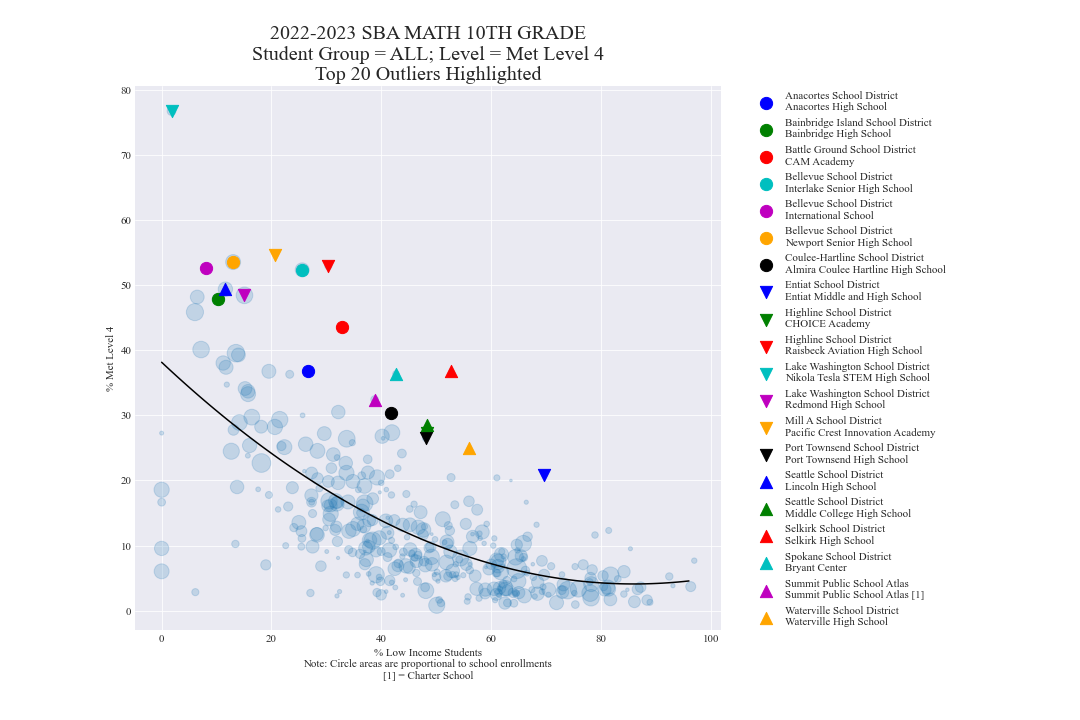 2022-2023 SBA MATH 10TH GRADE
Student Group = ALL; Level = Met Level 4
Top 20 Outliers Highlighted
80
70
60
50
40
30
20
10
0
% Met Level 4
0 20 40 60 80 100
% Low Income Students
Note: Circle areas are proportional to school enrollments
[1] = Charter School
Anacortes School District
Anacortes High School
Bainbridge Island School District
Bainbridge High School
Battle Ground School District
CAM Academy
Bellevue School District
Interlake Senior High School
Bellevue School District
International School
Bellevue School District
Newport Senior High School
Coulee-Hartline School District
Almira Coulee Hartline High School
Entiat School District
Entiat Middle and High School
Highline School District
CHOICE Academy
Highline School District
Raisbeck Aviation High School
Lake Washington School District
Nikola Tesla STEM High School
Lake Washington School District
Redmond High School
Mill A School District
Pacific Crest Innovation Academy
Port Townsend School District
Port Townsend High School
Seattle School District
Lincoln High School
Seattle School District
Middle College High School
Selkirk School District
Selkirk High School
Spokane School District
Bryant Center
Summit Public School Atlas
Summit Public School Atlas [1]
Waterville School District
Waterville High School